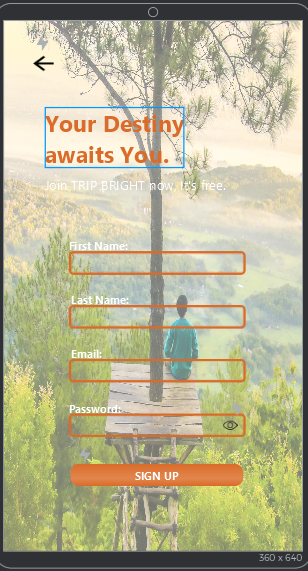 Your Destiny
awaits You.
Join TRIP BRIGHT now, It's free.
First Name:
Last Name:
Email:
Password:
SIGN UP
360 x 640